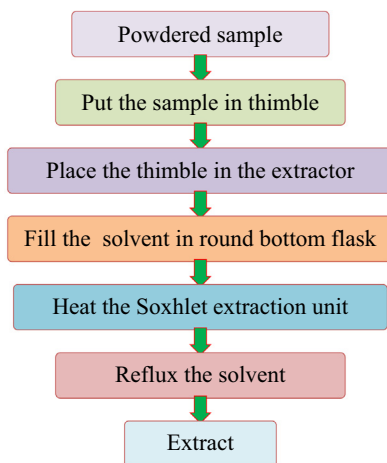 Powdered sample
Put the sample in thimble
Place the thimble in the extractor
Fill the solvent in round bottom flask
Heat the Soxhlet extraction unit
Reflux the solvent
Extract